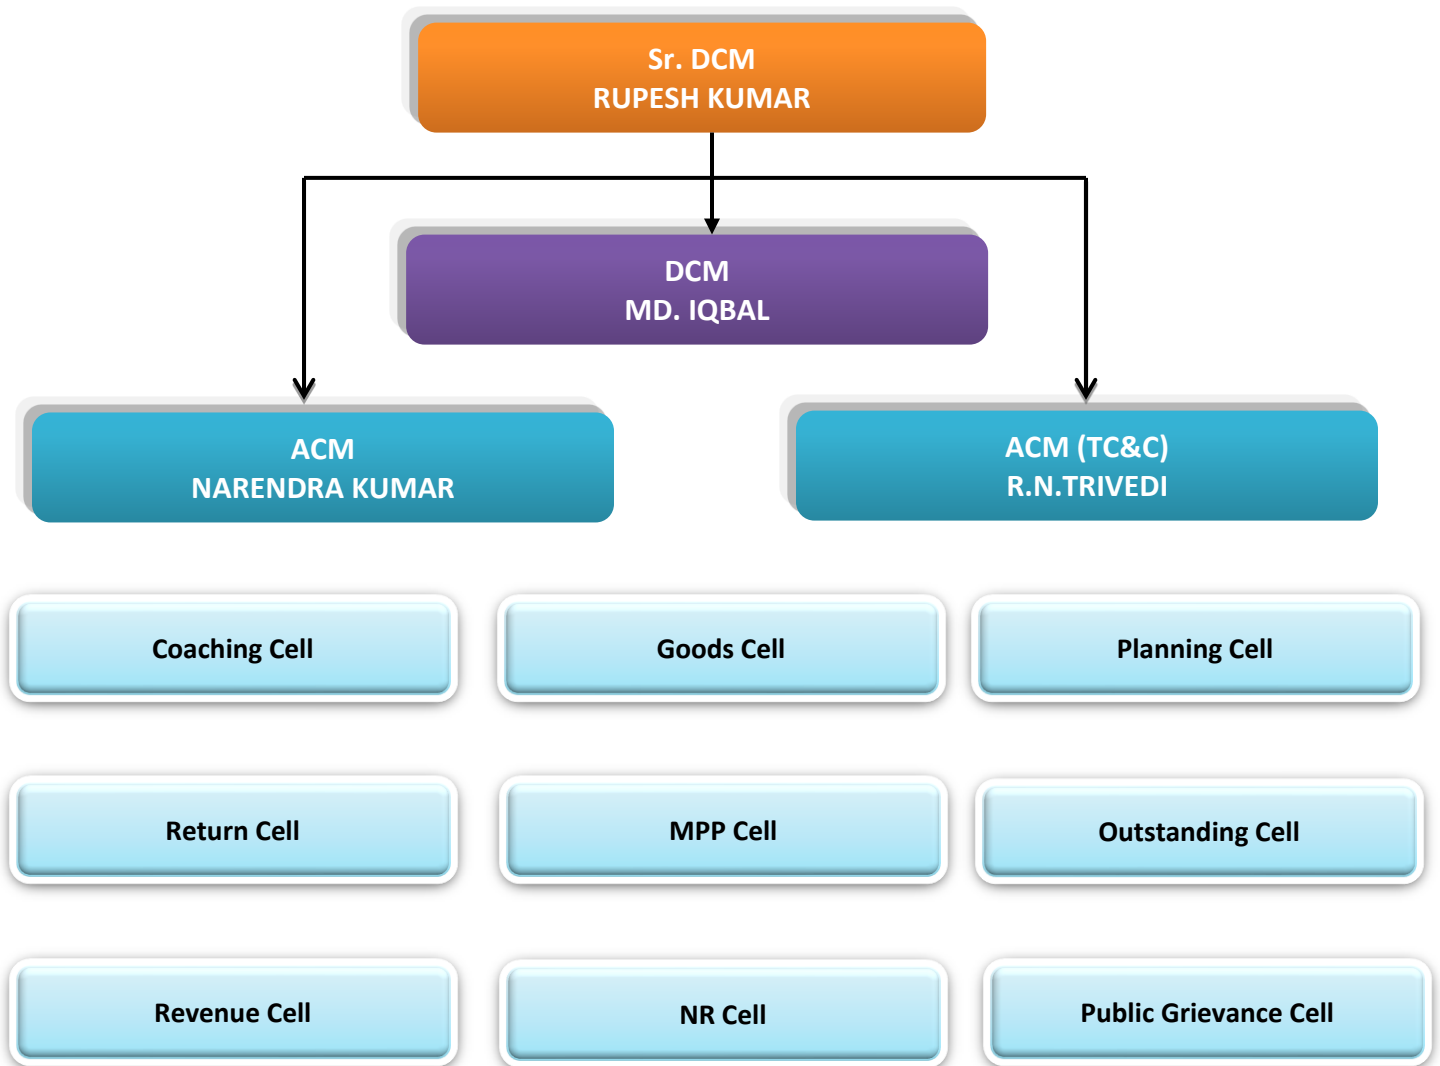 Sr. DCM
RUPESH KUMAR
DCM
MD. IQBAL
ACM
NARENDRA KUMAR
ACM (TC&C)
R.N.TRIVEDI
Coaching Cell
Goods Cell
Planning Cell
Return Cell
MPP Cell
Outstanding Cell
Revenue Cell
NR Cell
Public Grievance Cell